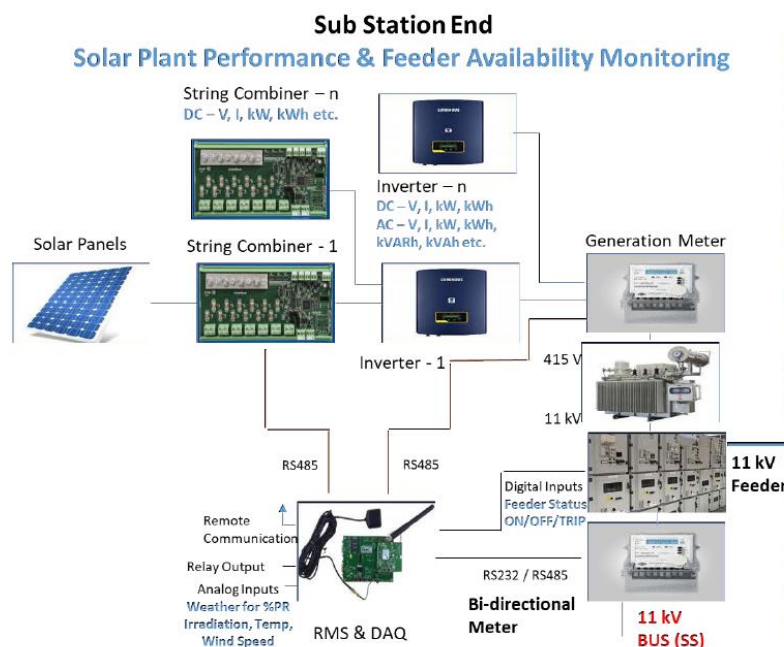 Sub Station End
Solar Plant Performance & Feeder Availability Monitoring
String Combiner – n
DC – V, I, kW, kWh etc.
Inverter – n
DC – V, I, kW, kWh
AC – V, I, kW, kWh,
kVARh, kVAh etc.
Solar Panels
String Combiner - 1
Generation Meter
Inverter - 1
415 V
11 kV
RS485
RS485
Digital Inputs
Feeder Status
ON/OFF/TRIP
11 kV
Feeder
Remote
Communication
Relay Output
Analog Inputs
Weather for %PR
Irradiation, Temp,
Wind Speed
RMS & DAQ
RS232 / RS485
Bi-directional
Meter
11 kV
BUS (SS)